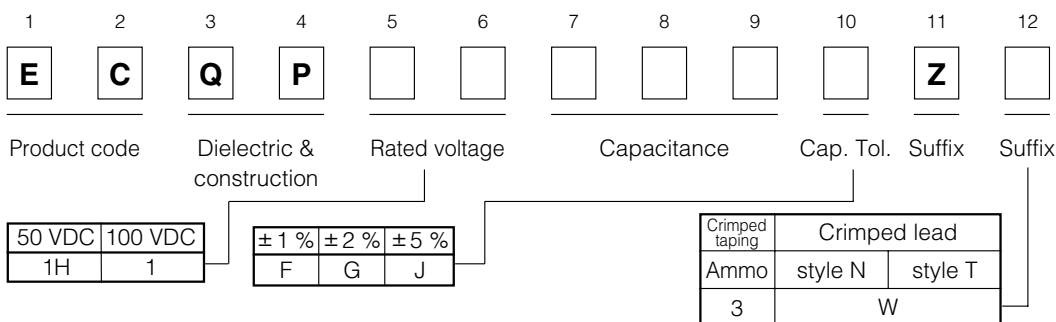 1 2 3 4 5 6 7 8 9 10 11 12
E C Q P Z
Product code Dielectric & construction Rated voltage Capacitance Cap. Tol. Suffix Suffix
50 VDC 100 VDC
1H 1
±1 % ±2 % ±5 %
F G J
Crimped taping Crimped lead
Ammo style N style T
3 W